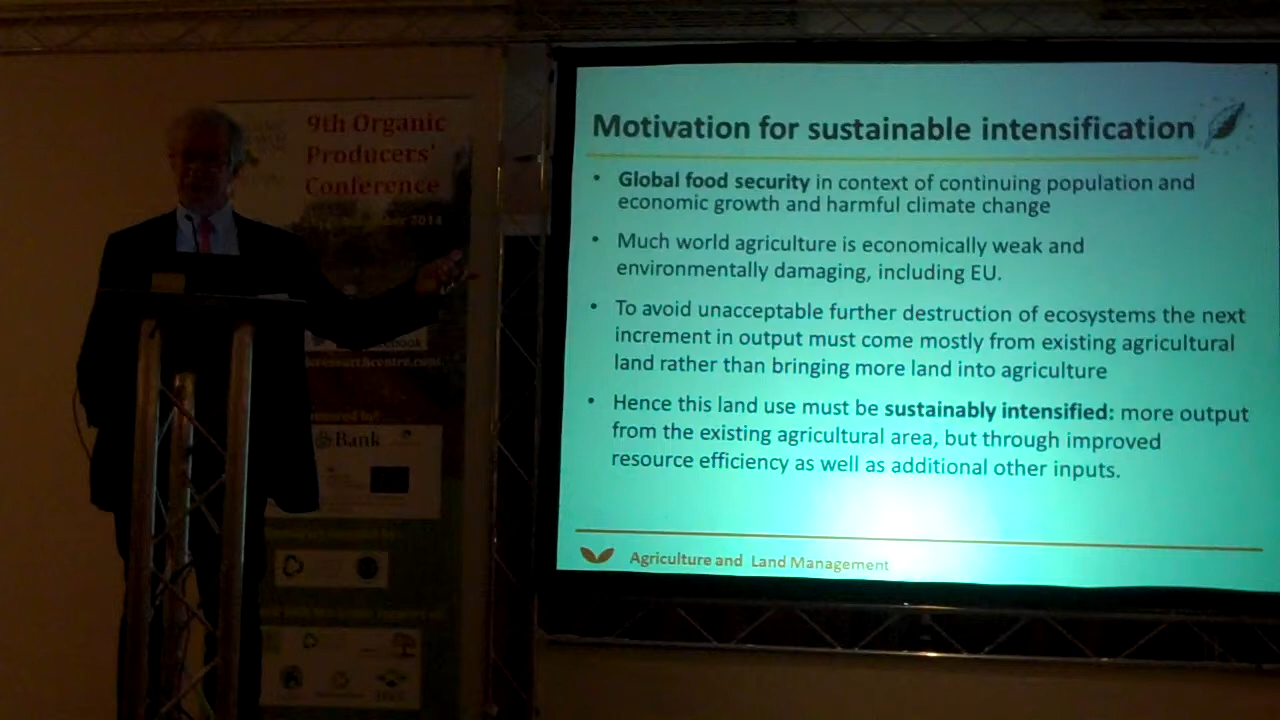 9th Organic
Producers'
Conference
2014
Bank
Motivation for sustainable intensification
• Global food security in context of continuing population and
economic growth and harmful climate change
• Much world agriculture is economically weak and
environmentally damaging, including EU.
• To avoid unacceptable further destruction of ecosystems the next
increment in output must come mostly from existing agricultural
land rather than bringing more land into agriculture
• Hence this land use must be sustainably intensified: more output
from the existing agricultural area, but through improved
resource efficiency as well as additional other inputs.
Agriculture and Land Management